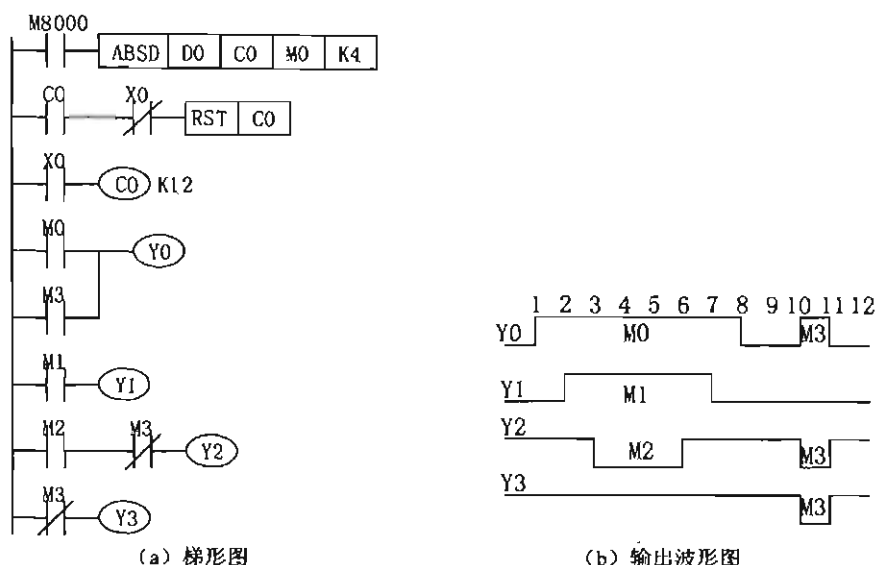 M8000
ABSD D0 C0 M0 K4
C0 X0
RST C0
X0
C0 K12
M0
Y0
M3
M1
Y1
M2 M3
Y2
M3
Y3
(a) 梯形图
1 2 3 4 5 6 7 8 9 10 11 12
Y0 M0 M3
Y1 M1
Y2 M2 M3
Y3 M3
(b) 输出波形图